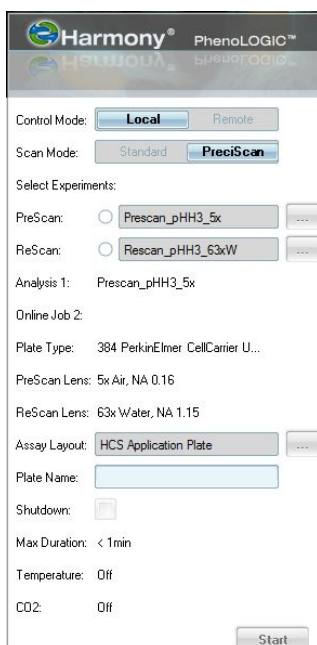 Harmony® PhenoLOGIC™
Control Mode: Local Remote
Scan Mode: Standard PreciScan
Select Experiments:
PreScan: Prescan_pHH3_5x ...
ReScan: Rescan_pHH3_63xW ...
Analysis 1: Prescan_pHH3_5x
Online Job 2:
Plate Type: 384 PerkinElmer CellCarrier U...
PreScan Lens: 5x Air, NA 0.16
ReScan Lens: 63x Water, NA 1.15
Assay Layout: HCS Application Plate ...
Plate Name:
Shutdown:
Max Duration: < 1min
Temperature: Off
CO2: Off
Start